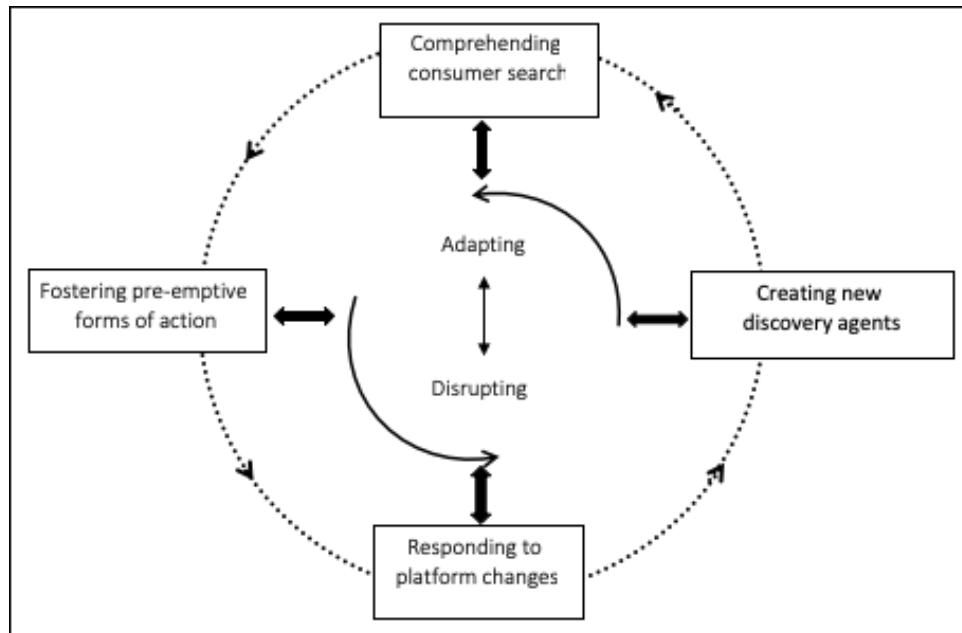 Comprehending
consumer search
Adapting
Fostering pre-emptive
forms of action
Creating new
discovery agents
Disrupting
Responding to
platform changes